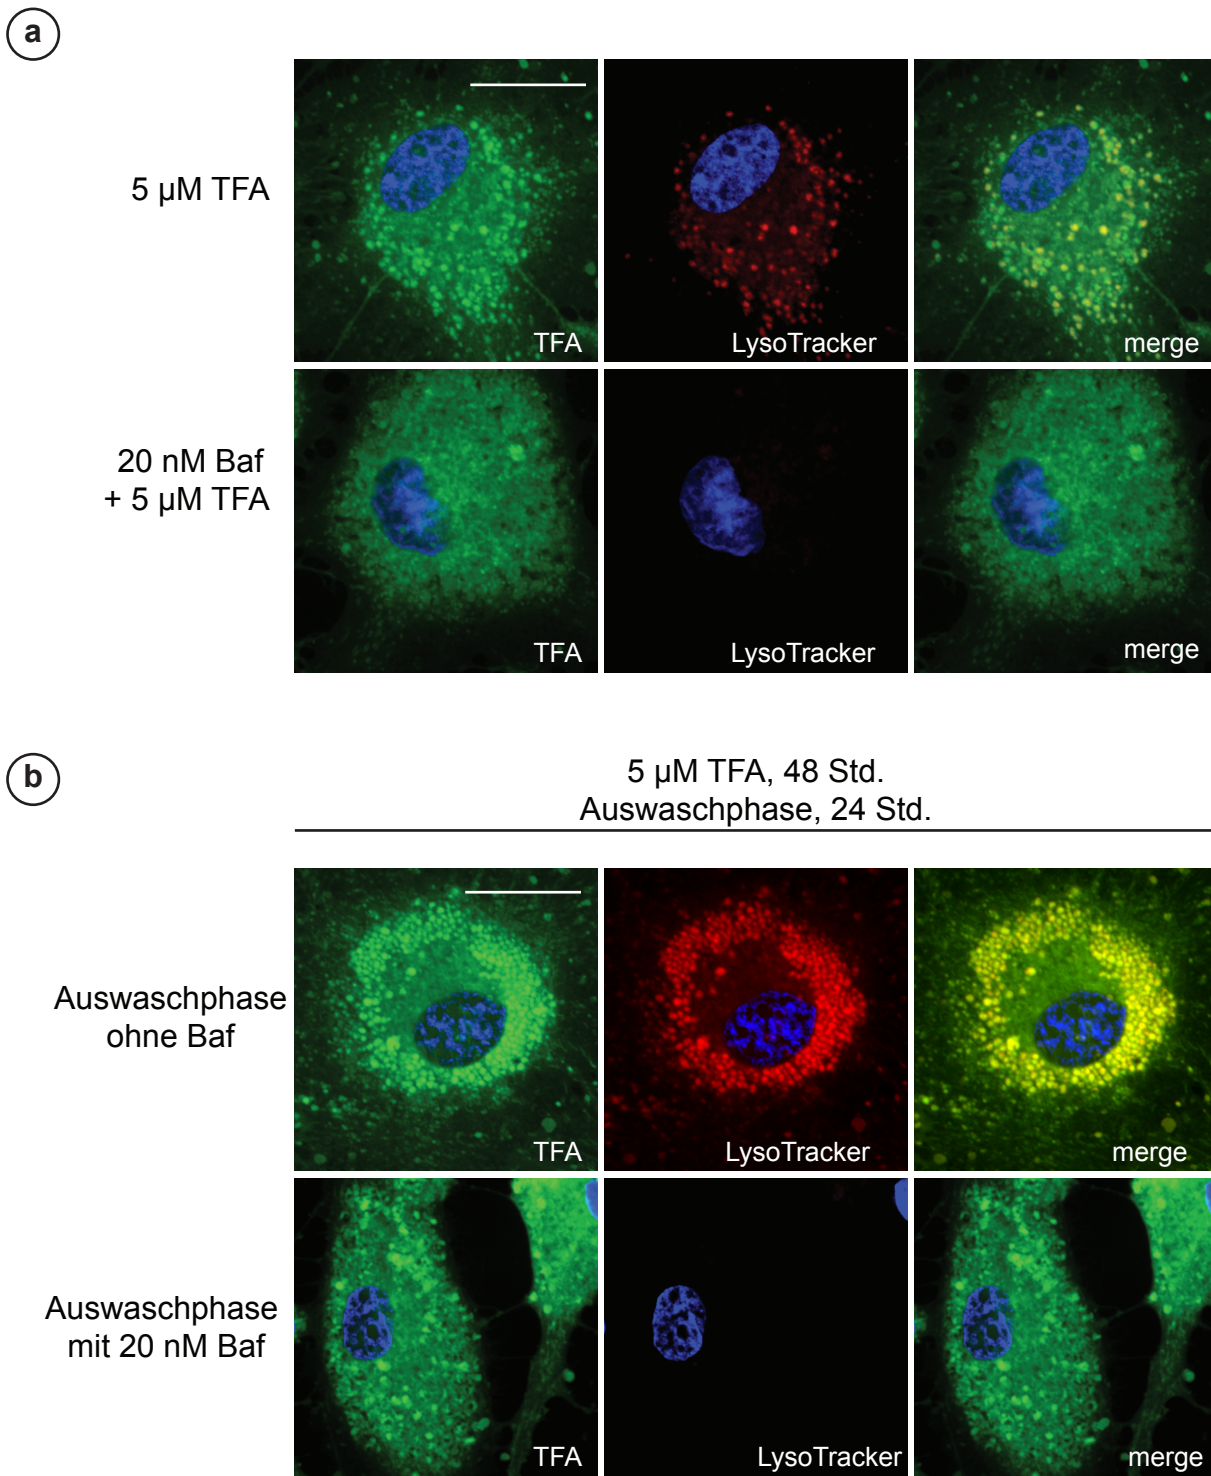 a
5 µM TFA
TFA
LysoTracker
merge
20 nM Baf
+ 5 µM TFA
TFA
LysoTracker
merge
b
5 µM TFA, 48 Std.
Auswaschphase, 24 Std.
Auswaschphase
ohne Baf
TFA
LysoTracker
merge
Auswaschphase
mit 20 nM Baf
TFA
LysoTracker
merge